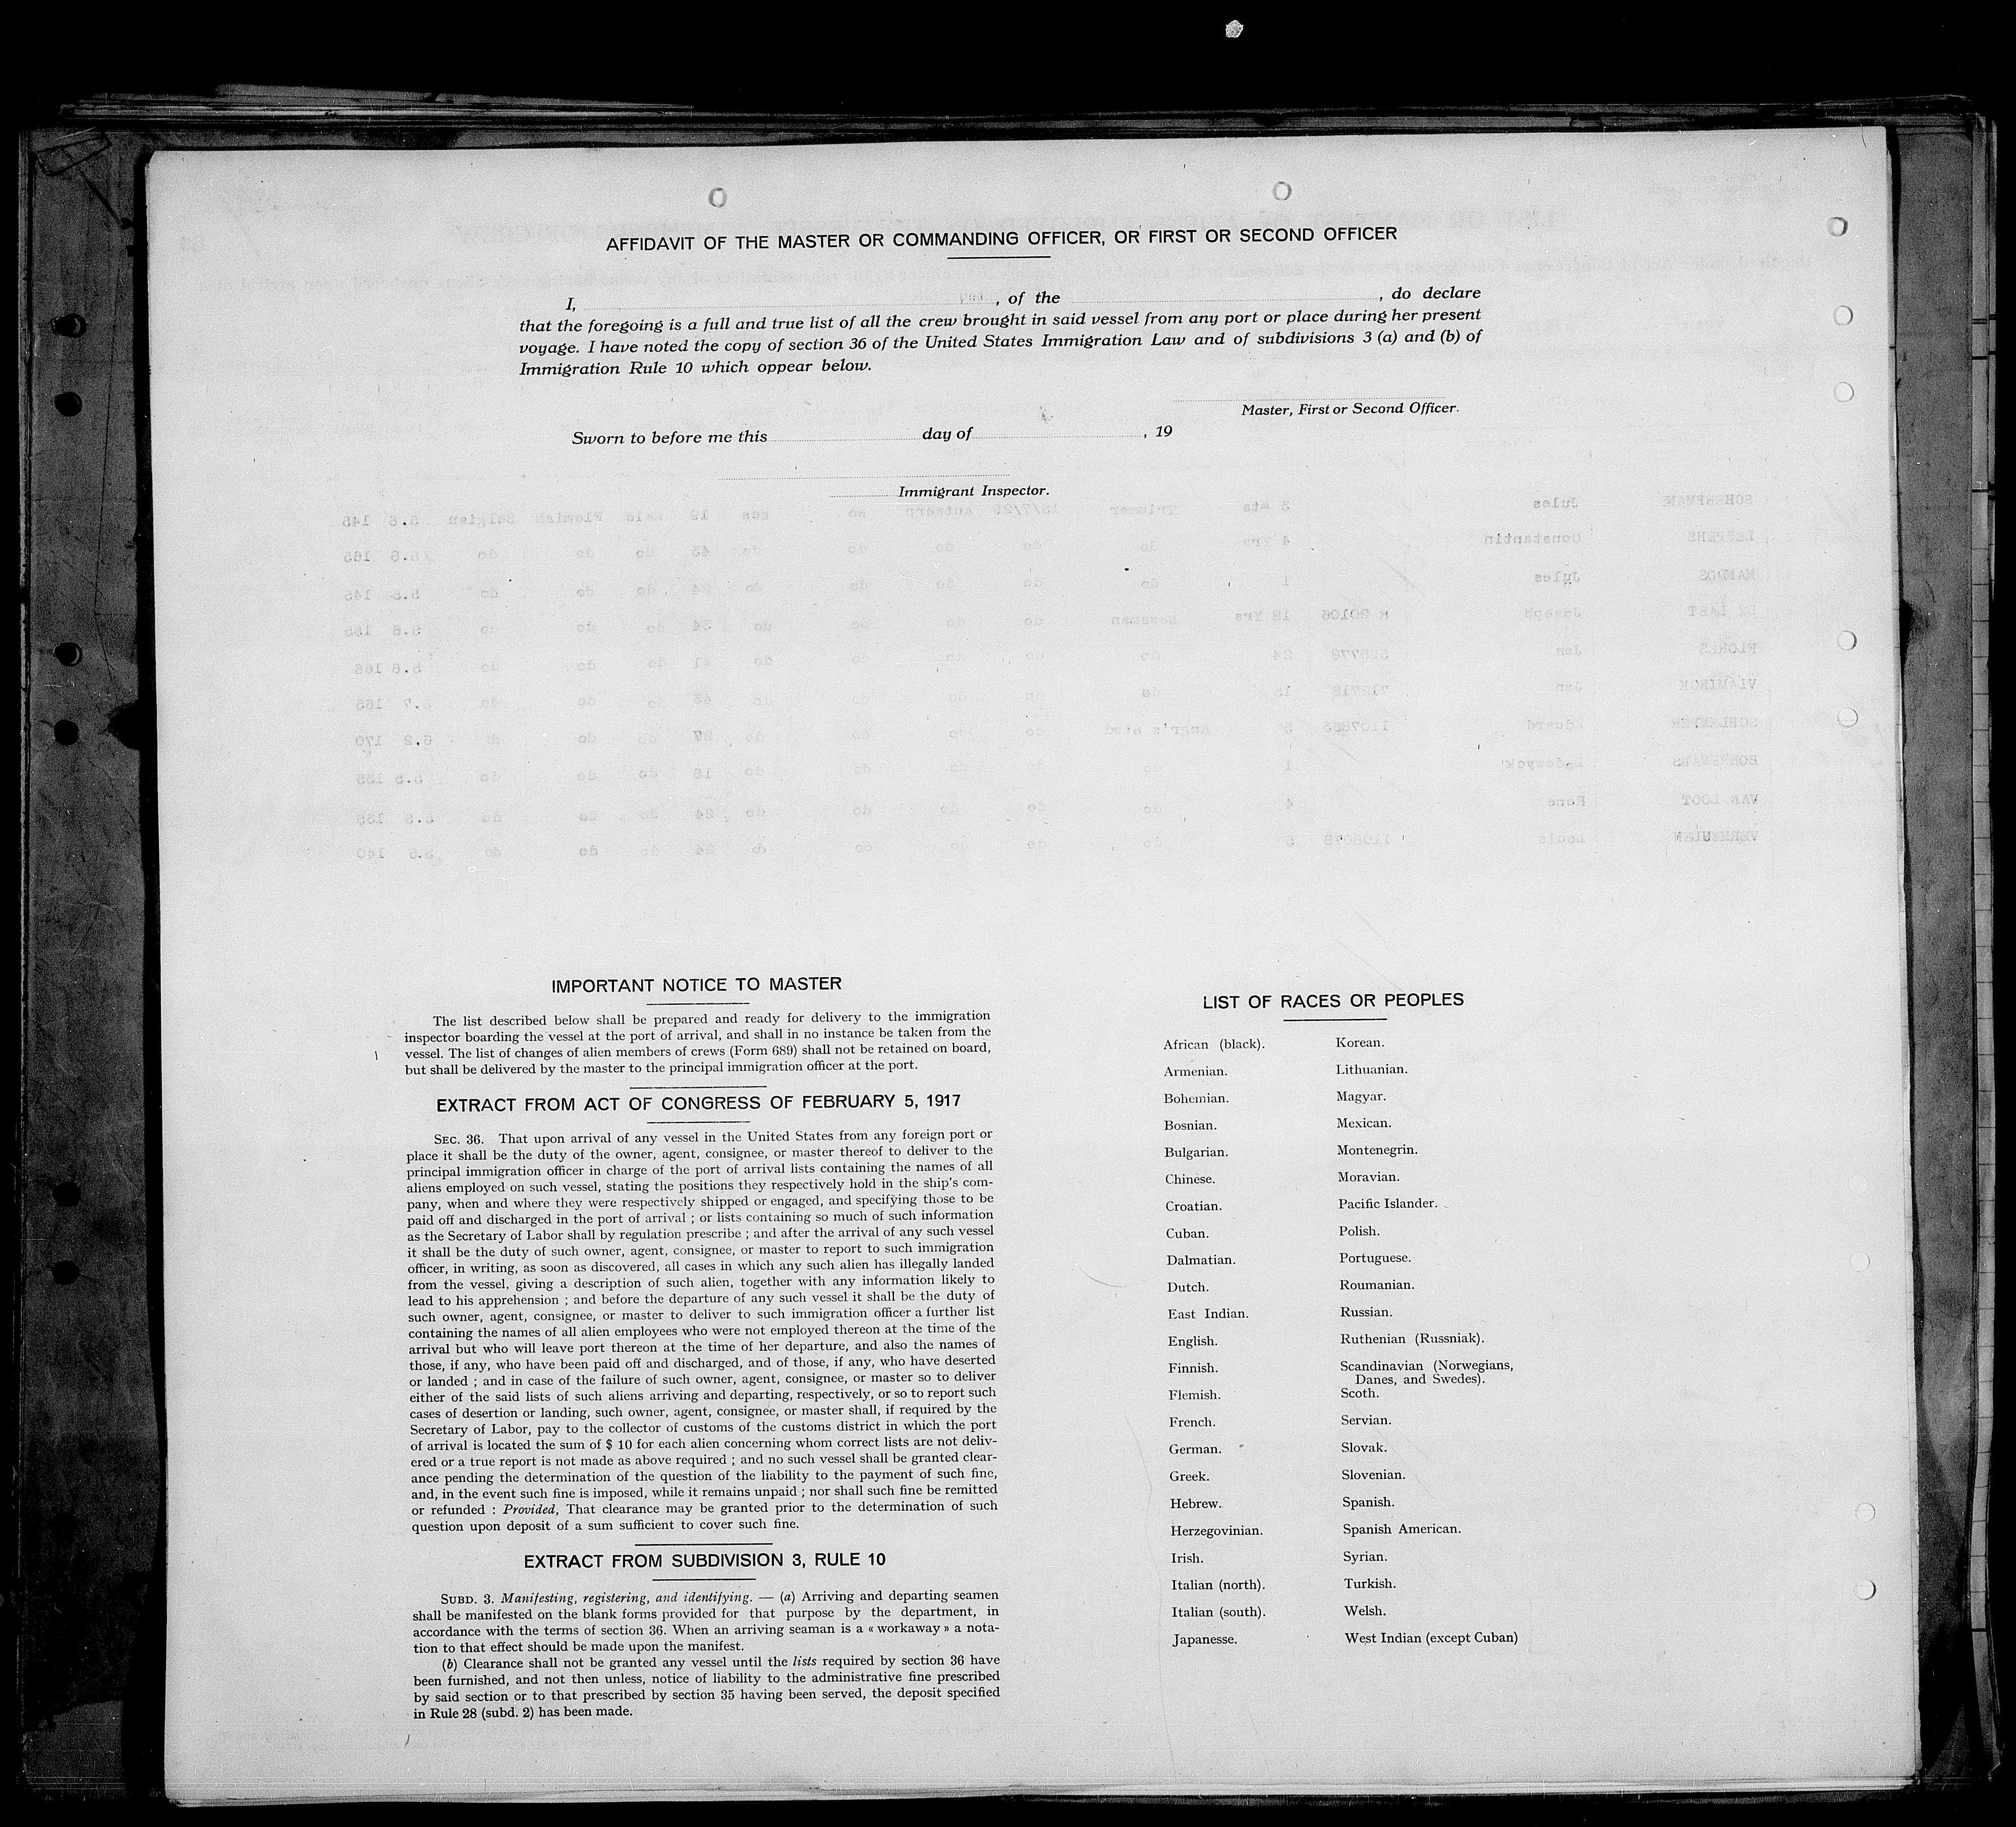 AFFIDAVIT OF THE MASTER OR COMMANDING OFFICER, OR FIRST OR SECOND OFFICER
I, , of the , do declare
that the foregoing is a full and true list of all the crew brought in said vessel from any port or place during her present
voyage. I have noted the copy of section 36 of the United States Immigration Law and of subdivisions 3 (a) and (b) of
Immigration Rule 10 which oppear below.
Master, First or Second Officer.
Sworn to before me this day of , 19
Immigrant Inspector.
IMPORTANT NOTICE TO MASTER
The list described below shall be prepared and ready for delivery to the immigration
inspector boarding the vessel at the port of arrival, and shall in no instance be taken from the
vessel. The list of changes of alien members of crews (Form 689) shall not be retained on board,
but shall be delivered by the master to the principal immigration officer at the port.
EXTRACT FROM ACT OF CONGRESS OF FEBRUARY 5, 1917
SEC. 36. That upon arrival of any vessel in the United States from any foreign port or
place it shall be the duty of the owner, agent, consignee, or master thereof to deliver to the
principal immigration officer in charge of the port of arrival lists containing the names of all
aliens employed on such vessel, stating the positions they respectively hold in the ship's com-
pany, when and where they were respectively shipped or engaged, and specifying those to be
paid off and discharged in the port of arrival ; or lists containing so much of such information
as the Secretary of Labor shall by regulation prescribe ; and after the arrival of any such vessel
it shall be the duty of such owner, agent, consignee, or master to report to such immigration
officer, in writing, as soon as discovered, all cases in which any such alien has illegally landed
from the vessel, giving a description of such alien, together with any information likely to
lead to his apprehension ; and before the departure of any such vessel it shall be the duty of
such owner, agent, consignee, or master to deliver to such immigration officer a further list
containing the names of all alien employees who were not employed thereon at the time of the
arrival but who will leave port thereon at the time of her departure, and also the names of
those, if any, who have been paid off and discharged, and of those, if any, who have deserted
or landed ; and in case of the failure of such owner, agent, consignee, or master so to deliver
either of the said lists of such aliens arriving and departing, respectively, or so to report such
cases of desertion or landing, such owner, agent, consignee, or master shall, if required by the
Secretary of Labor, pay to the collector of customs of the customs district in which the port
of arrival is located the sum of $ 10 for each alien concerning whom correct lists are not deliv-
ered or a true report is not made as above required ; and no such vessel shall be granted clear-
ance pending the determination of the question of the liability to the payment of such fine,
and, in the event such fine is imposed, while it remains unpaid ; nor shall such fine be remitted
or refunded : Provided, That clearance may be granted prior to the determination of such
question upon deposit of a sum sufficient to cover such fine.
EXTRACT FROM SUBDIVISION 3, RULE 10
SUBD. 3. Manifesting, registering, and identifying. — (a) Arriving and departing seamen
shall be manifested on the blank forms provided for that purpose by the department, in
accordance with the terms of section 36. When an arriving seaman is a « workaway » a nota-
tion to that effect should be made upon the manifest.
(b) Clearance shall not be granted any vessel until the lists required by section 36 have
been furnished, and not then unless, notice of liability to the administrative fine prescribed
by said section or to that prescribed by section 35 having been served, the deposit specified
in Rule 28 (subd. 2) has been made.
LIST OF RACES OR PEOPLES
African (black).
Armenian.
Bohemian.
Bosnian.
Bulgarian.
Chinese.
Croatian.
Cuban.
Dalmatian.
Dutch.
East Indian.
English.
Finnish.
Flemish.
French.
German.
Greek.
Hebrew.
Herzegovinian.
Irish.
Italian (north).
Italian (south).
Japanesse.
Korean.
Lithuanian.
Magyar.
Mexican.
Montenegrin.
Moravian.
Pacific Islander.
Polish.
Portuguese.
Roumanian.
Russian.
Ruthenian (Russniak).
Scandinavian (Norwegians,
Danes, and Swedes).
Scoth.
Servian.
Slovak.
Slovenian.
Spanish.
Spanish American.
Syrian.
Turkish.
Welsh.
West Indian (except Cuban)